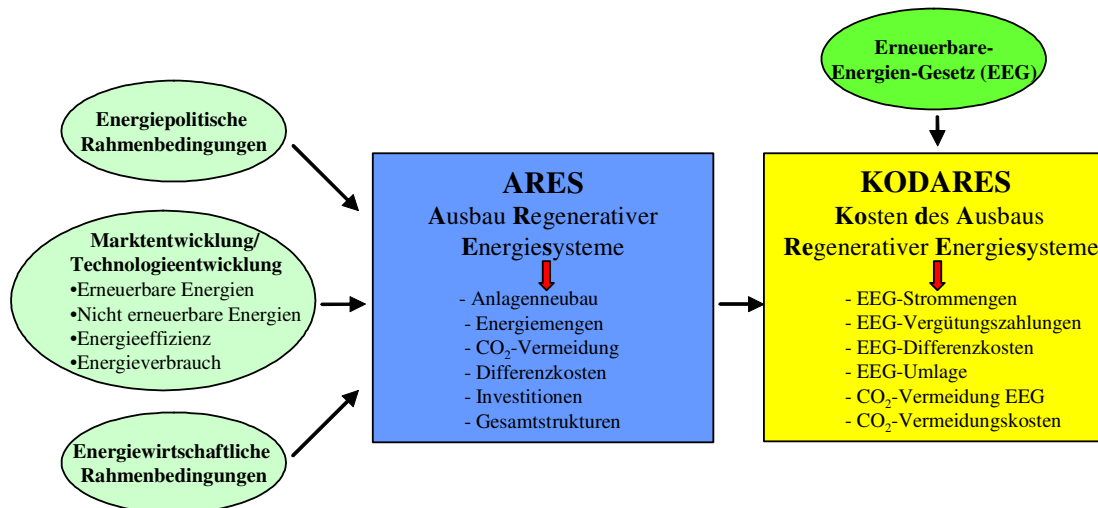 Erneuerbare-
Energien-Gesetz (EEG)
Energiepolitische
Rahmenbedingungen
Marktentwicklung/
Technologieentwicklung
•Erneuerbare Energien
•Nicht erneuerbare Energien
•Energieeffizienz
•Energieverbrauch
Energiewirtschaftliche
Rahmenbedingungen
ARES
Ausbau Regenerativer
Energiesysteme
- Anlagenneubau
- Energiemengen
- CO₂-Vermeidung
- Differenzkosten
- Investitionen
- Gesamtstrukturen
KODARES
Kosten des Ausbaus
Regenerativer Energiesysteme
- EEG-Strommengen
- EEG-Vergütungszahlungen
- EEG-Differenzkosten
- EEG-Umlage
- CO₂-Vermeidung EEG
- CO₂-Vermeidungskosten